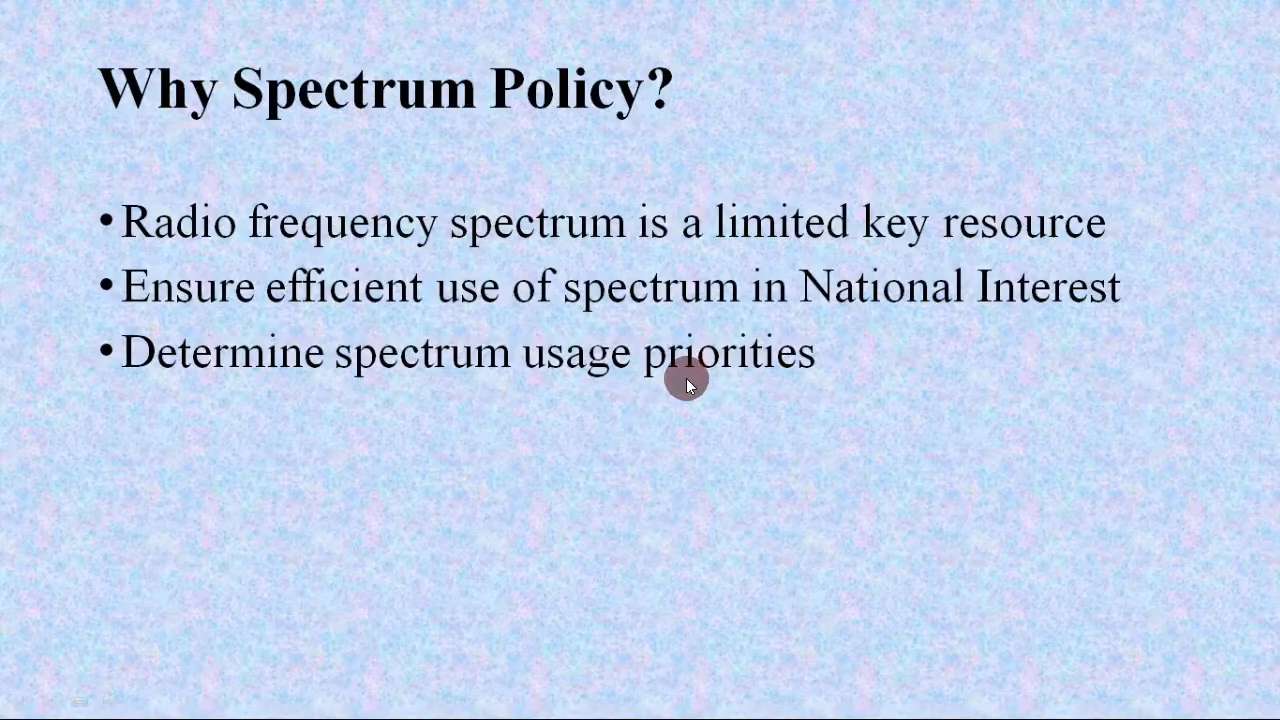 Why Spectrum Policy?
• Radio frequency spectrum is a limited key resource
• Ensure efficient use of spectrum in National Interest
• Determine spectrum usage priorities